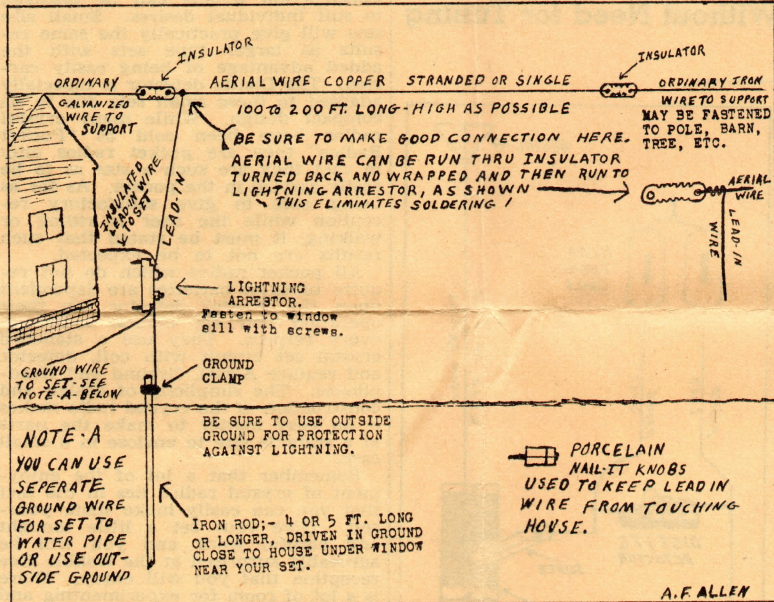 INSULATOR
INSULATOR
ORDINARY
AERIAL WIRE COPPER STRANDED OR SINGLE
ORDINARY IRON
GALVANIZED
WIRE TO
SUPPORT
100 TO 200 FT. LONG-HIGH AS POSSIBLE
WIRE TO SUPPORT
MAY BE FASTENED
TO POLE, BARN,
TREE, ETC.
BE SURE TO MAKE GOOD CONNECTION HERE.
AERIAL WIRE CAN BE RUN THRU INSULATOR
TURNED BACK AND WRAPPED AND THEN RUN TO
LIGHTNING ARRESTOR, AS SHOWN
THIS ELIMINATES SOLDERING!
AERIAL
WIRE
LEAD-IN
WIRE
INSULATED
LEAD-IN WIRE
TO SET
LEAD-IN
LIGHTNING
ARRESTOR.
Fasten to window
sill with screws.
GROUND WIRE
TO SET-SEE
NOTE-A-BELOW
GROUND
CLAMP
NOTE-A
YOU CAN USE
SEPERATE
GROUND WIRE
FOR SET TO
WATER PIPE
OR USE OUT-
SIDE GROUND
BE SURE TO USE OUTSIDE
GROUND FOR PROTECTION
AGAINST LIGHTNING.
IRON ROD;- 4 OR 5 FT. LONG
OR LONGER, DRIVEN IN GROUND
CLOSE TO HOUSE UNDER WINDOW
NEAR YOUR SET.
PORCELAIN
NAIL-IT KNOBS
USED TO KEEP LEAD IN
WIRE FROM TOUCHING
HOUSE.
A.F. ALLEN